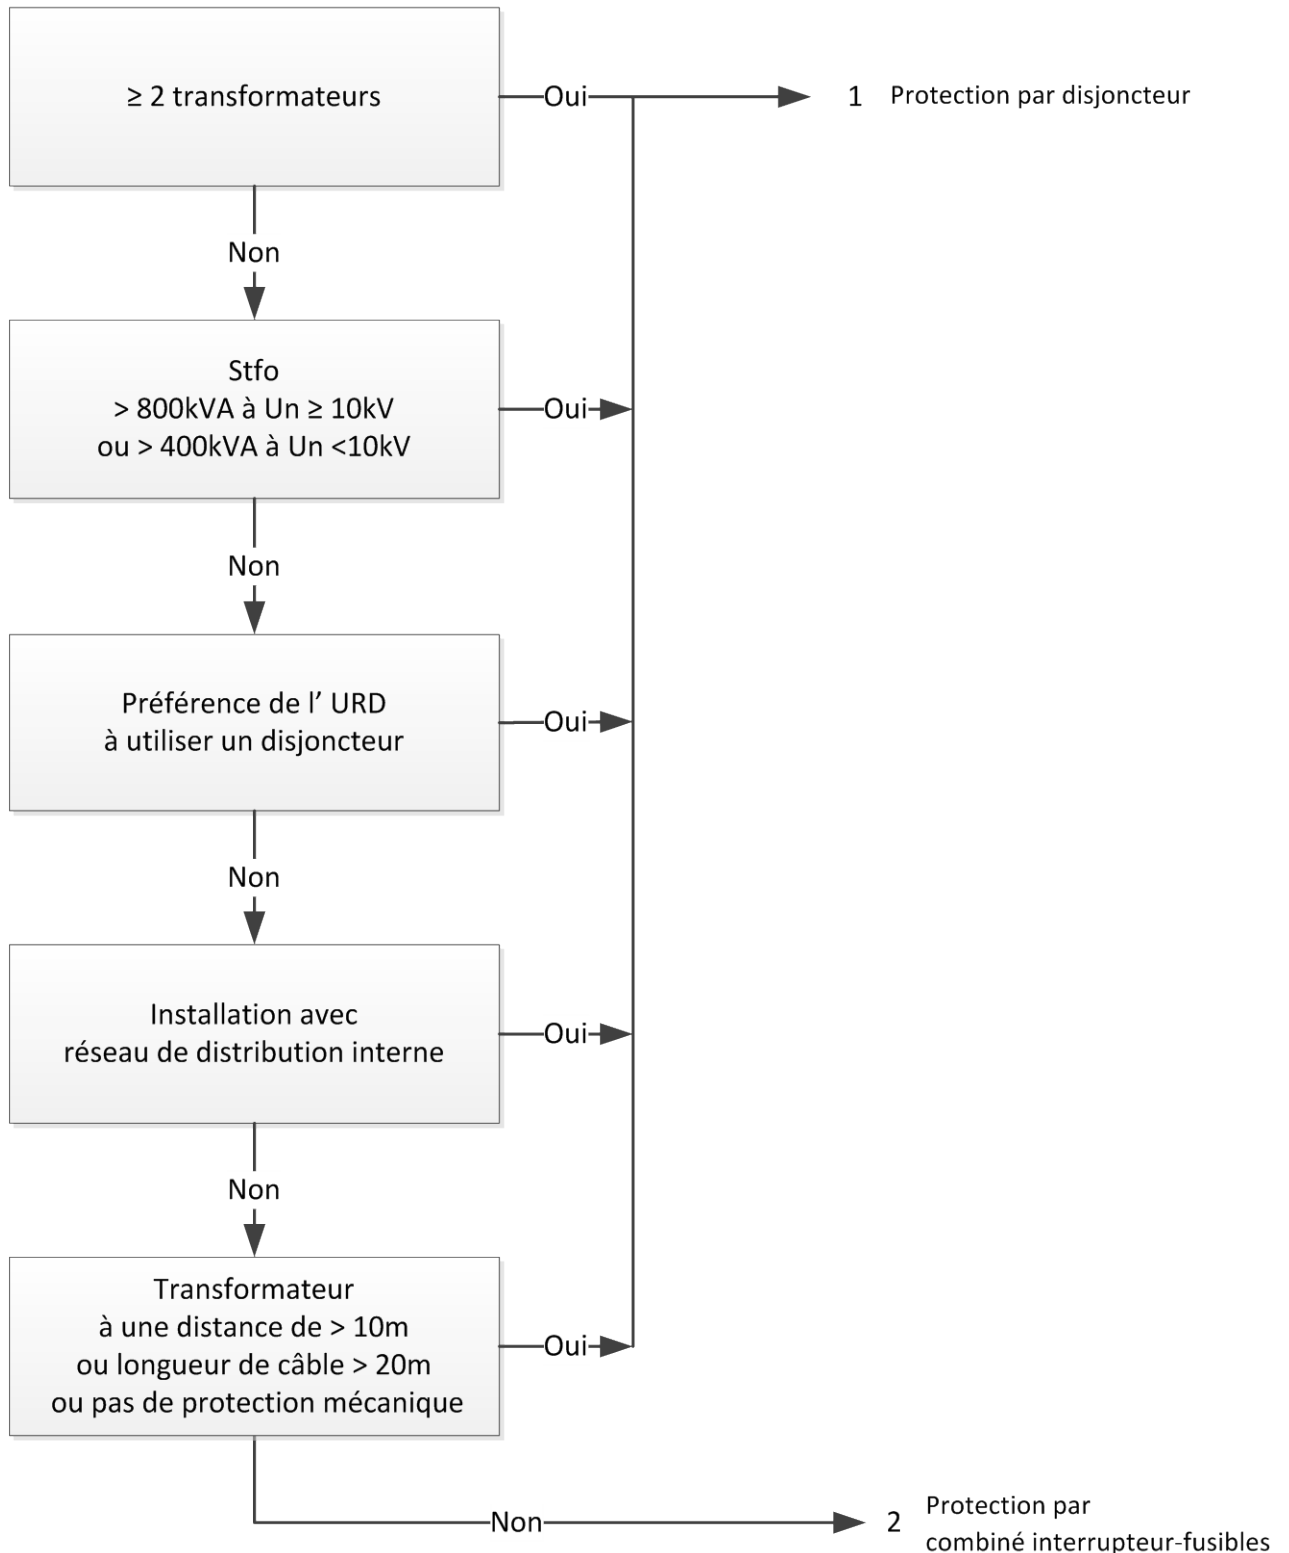 ≥ 2 transformateurs
Oui
1 Protection par disjoncteur
Non
Stfo
> 800kVA à Un ≥ 10kV
ou > 400kVA à Un <10kV
Oui
Non
Préférence de l’ URD
à utiliser un disjoncteur
Oui
Non
Installation avec
réseau de distribution interne
Oui
Non
Transformateur
à une distance de > 10m
ou longueur de câble > 20m
ou pas de protection mécanique
Oui
Non
2 Protection par
combiné interrupteur-fusibles